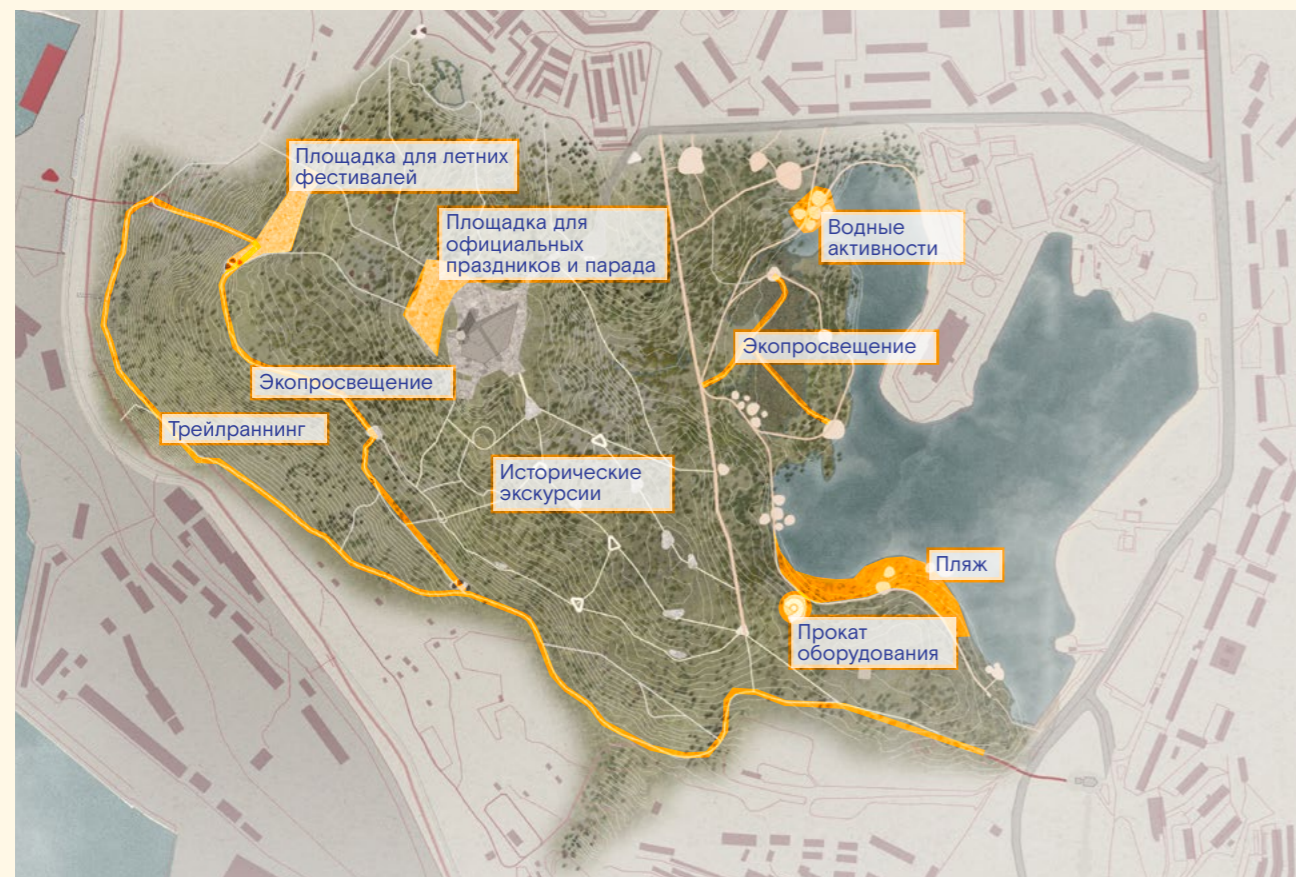 Площадка для летних
фестивалей
Площадка для
официальных
праздников и парада
Водные
активности
Экопросвещение
Экопросвещение
Трейлраннинг
Исторические
экскурсии
Пляж
Прокат
оборудования